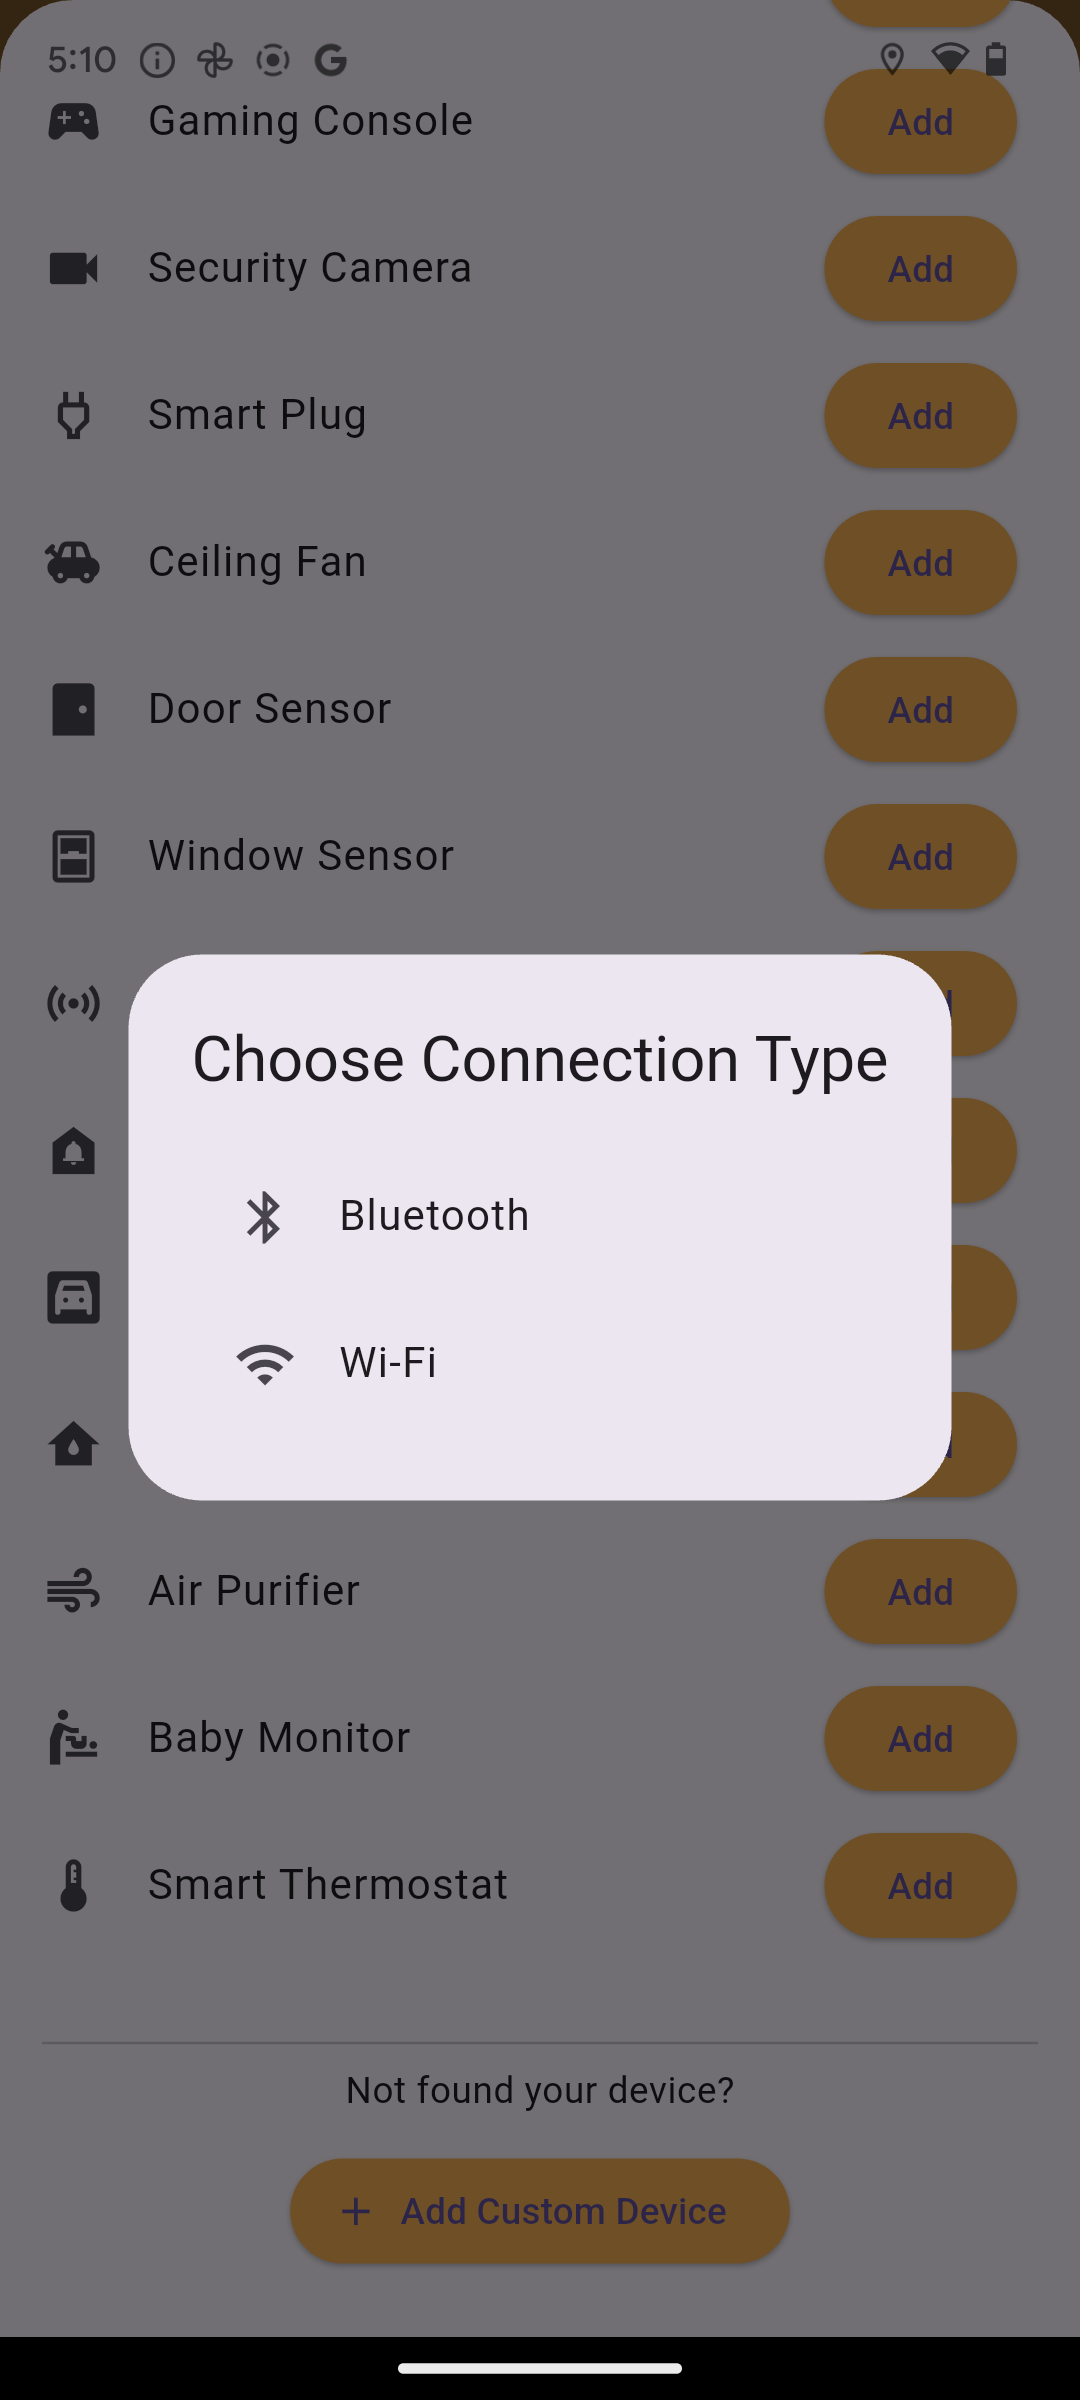 5:10
Gaming Console
Add
Security Camera
Add
Smart Plug
Add
Ceiling Fan
Add
Door Sensor
Add
Window Sensor
Add
Choose Connection Type
Bluetooth
Wi-Fi
Air Purifier
Add
Baby Monitor
Add
Smart Thermostat
Add
Not found your device?
+ Add Custom Device